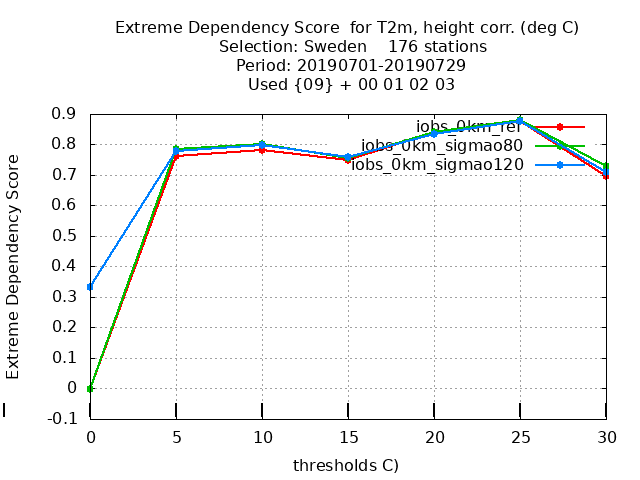 Extreme Dependency Score for T2m, height corr. (deg C)
Selection: Sweden 176 stations
Period: 20190701-20190729
Used {09} + 00 01 02 03
Extreme Dependency Score
0.9
0.8
0.7
0.6
0.5
0.4
0.3
0.2
0.1
0
-0.1
iobs_0km_ref
iobs_0km_sigmao80
iobs_0km_sigmao120
0 5 10 15 20 25 30
thresholds C)